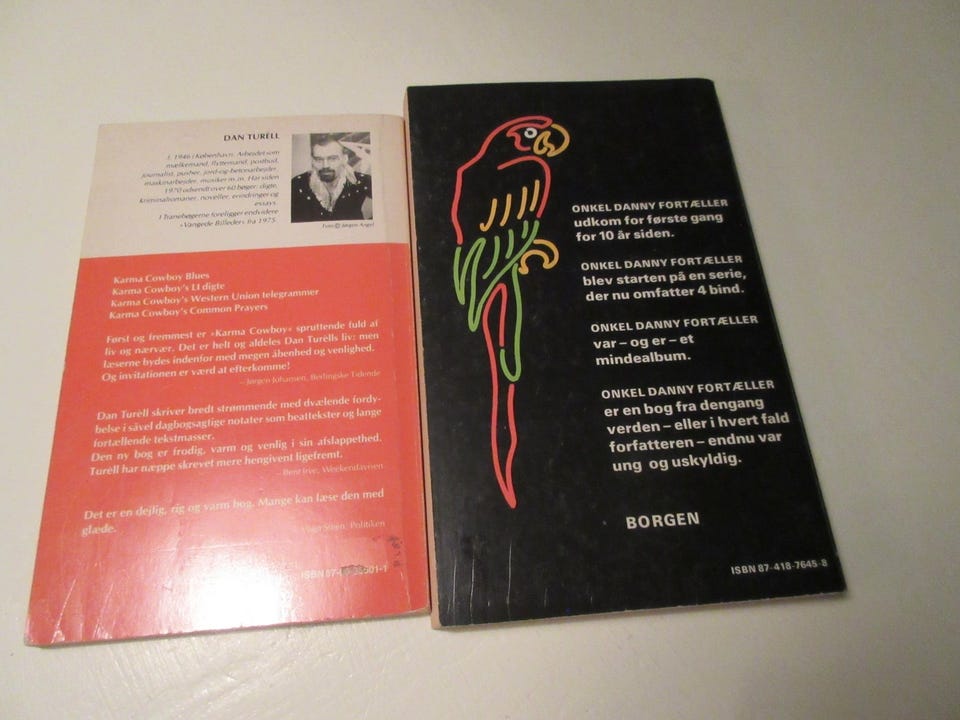 DAN TURÈLL
f. 1946 i København. Arbejdet som
mælkemand, flyttemand, postbud,
journalist, pusher, jord-og-betonarbejder,
maskinarbejder, musiker m.m. Har siden
1970 udsendt over 60 bøger: digte,
kriminalromaner, noveller, erindringer og
essays.
I Tranebøgerne foreligger endvidere
»Vangede Billeder« fra 1975.
Foto © Jørgen Angel
Karma Cowboy Blues
Karma Cowboy's LI digte
Karma Cowboy's Western Union telegrammer
Karma Cowboy's Common Prayers
Først og fremmest er »Karma Cowboy« spruttende fuld af
liv og nærvær. Det er helt og aldeles Dan Turèlls liv: men
læserne bydes indenfor med megen åbenhed og venlighed.
Og invitationen er værd at efterkomme!
– Jørgen Johansen, Berlingske Tidende
Dan Turèll skriver bredt strømmende med dvælende fordy-
belse i såvel dagbogsagtige notater som beattekster og lange
fortællende tekstmasser.
Den ny bog er frodig, varm og venlig i sin afslappethed.
Turèll har næppe skrevet mere hengivent ligefremt.
– Bent Irve, Weekendavisen
Det er en dejlig, rig og varm bog. Mange kan læse den med
glæde.
Politiken
ISBN 87-
ONKEL DANNY FORTÆLLER
udkom for første gang
for 10 år siden.
ONKEL DANNY FORTÆLLER
blev starten på en serie,
der nu omfatter 4 bind.
ONKEL DANNY FORTÆLLER
var – og er – et
mindealbum.
ONKEL DANNY FORTÆLLER
er en bog fra dengang
verden – eller i hvert fald
forfatteren – endnu var
ung og uskyldig.
BORGEN
ISBN 87-418-7645-8